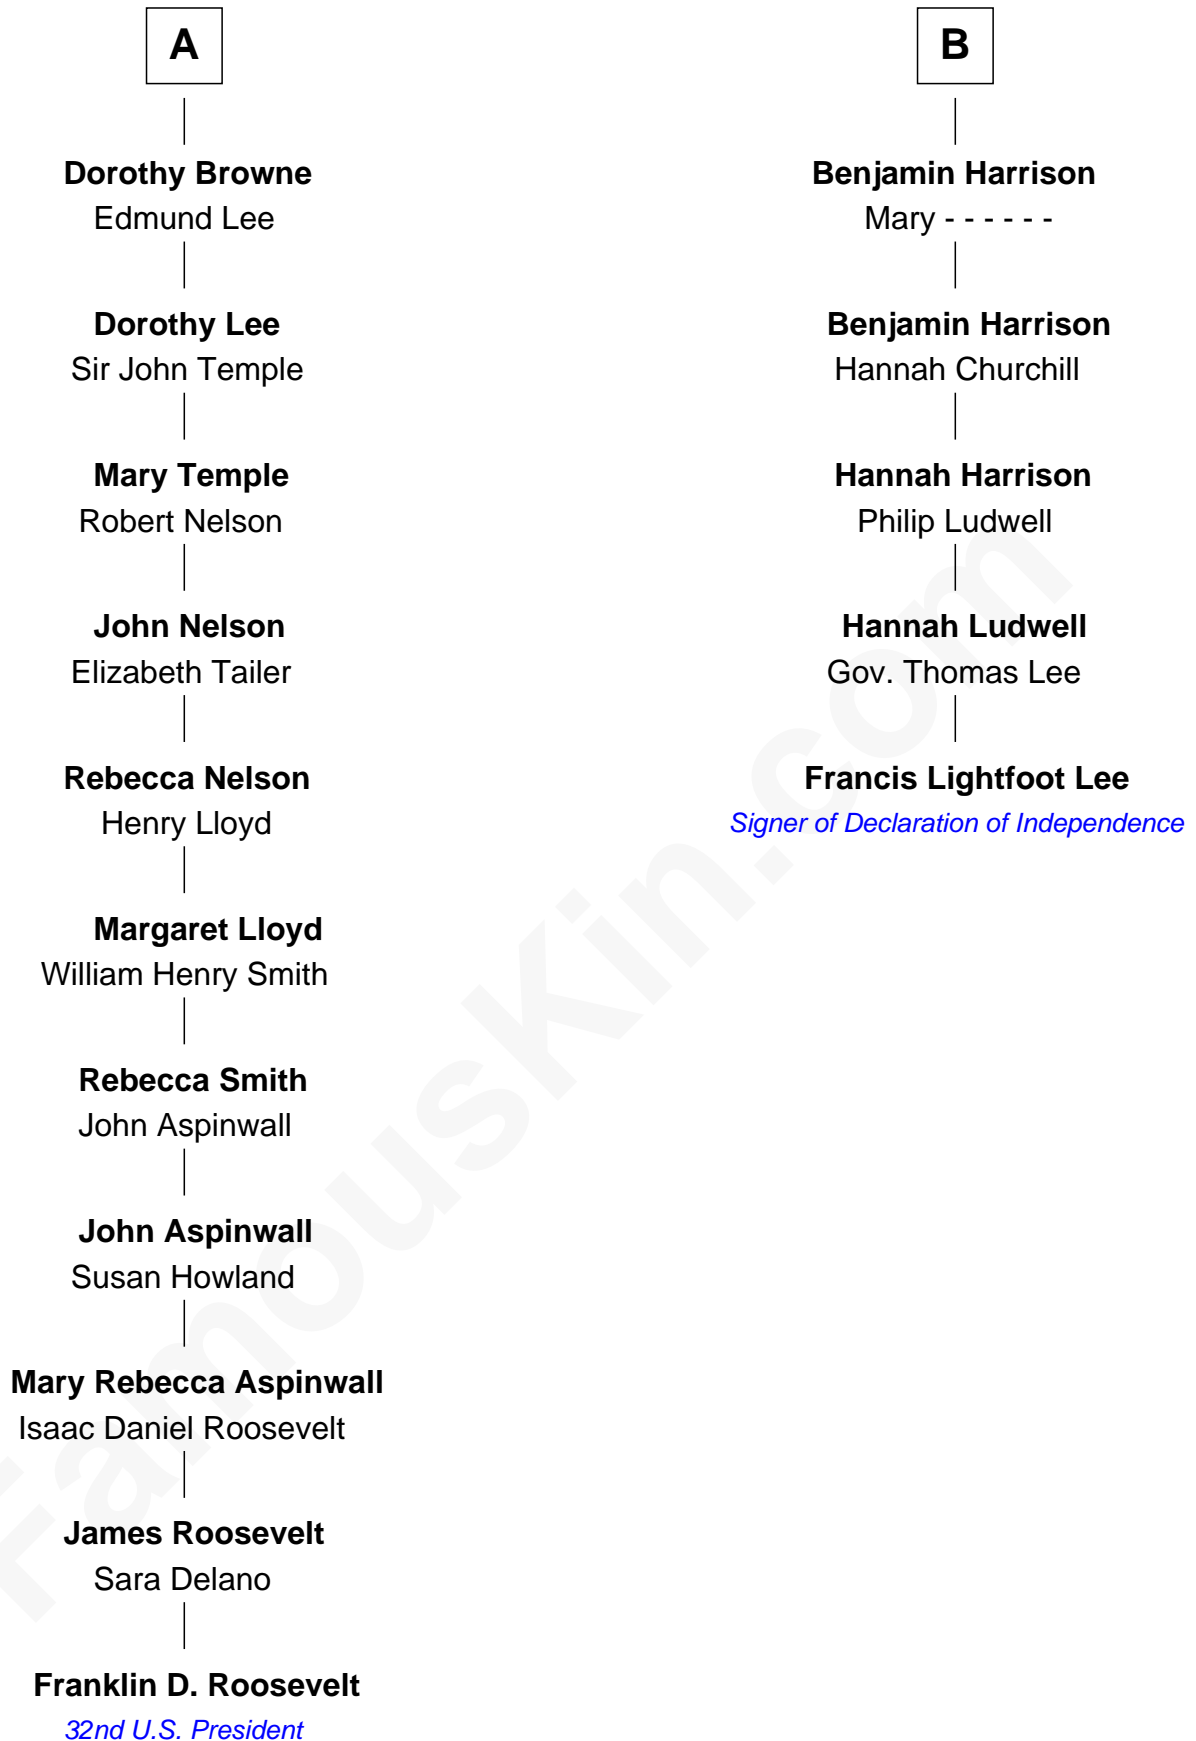 A
Dorothy Browne
Edmund Lee
Dorothy Lee
Sir John Temple
Mary Temple
Robert Nelson
John Nelson
Elizabeth Tailer
Rebecca Nelson
Henry Lloyd
Margaret Lloyd
William Henry Smith
Rebecca Smith
John Aspinwall
John Aspinwall
Susan Howland
Mary Rebecca Aspinwall
Isaac Daniel Roosevelt
James Roosevelt
Sara Delano
Franklin D. Roosevelt
32nd U.S. President
B
Benjamin Harrison
Mary - - - - - -
Benjamin Harrison
Hannah Churchill
Hannah Harrison
Philip Ludwell
Hannah Ludwell
Gov. Thomas Lee
Francis Lightfoot Lee
Signer of Declaration of Independence
FamousKin.com